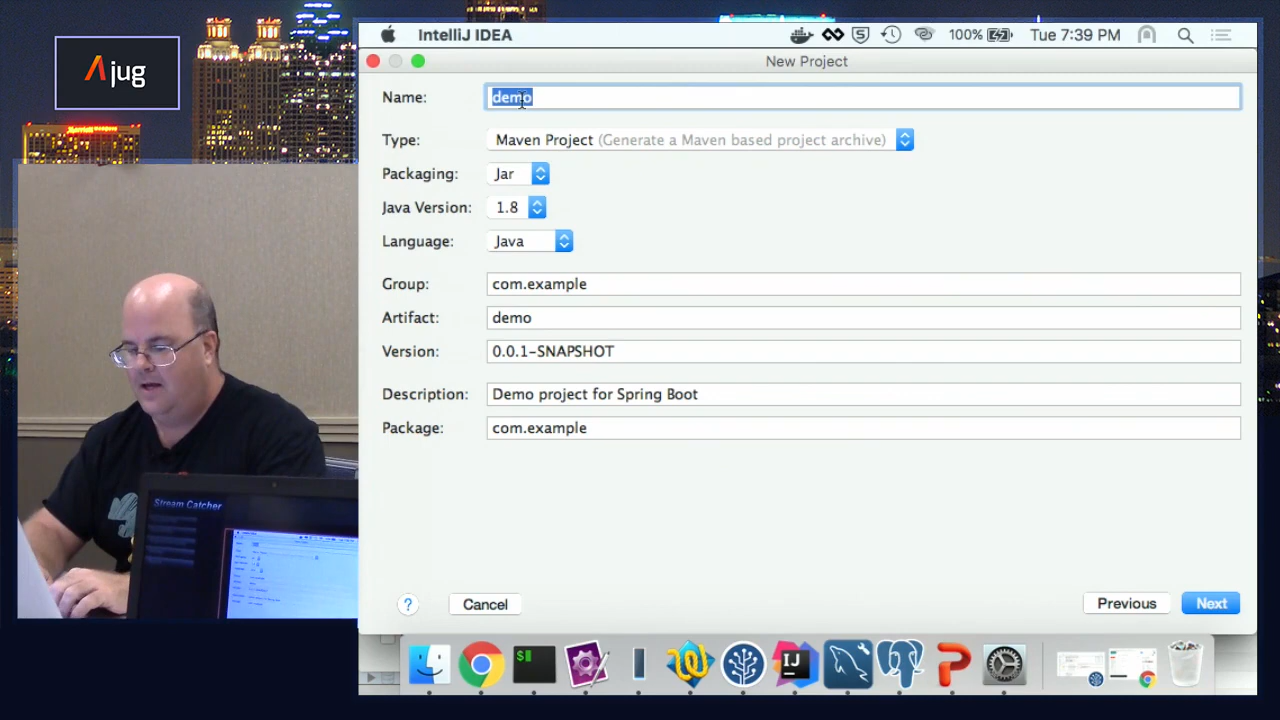 jug
IntelliJ IDEA
100%
Tue 7:39 PM
New Project
Name: demo
Type: Maven Project (Generate a Maven based project archive)
Packaging: Jar
Java Version: 1.8
Language: Java
Group: com.example
Artifact: demo
Version: 0.0.1-SNAPSHOT
Description: Demo project for Spring Boot
Package: com.example
Stream Catcher
? Cancel Previous Next
$
IJ